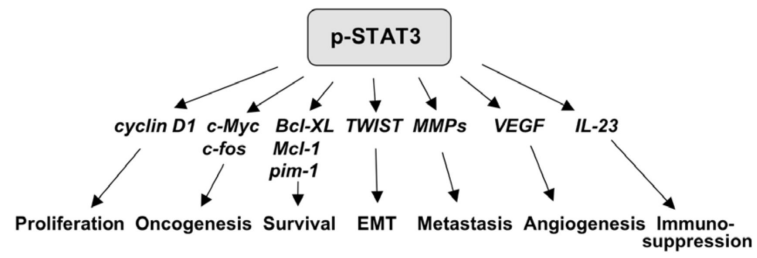 p-STAT3
cyclin D1 c-Myc Bcl-XL TWIST MMPs VEGF IL-23
c-fos Mcl-1
pim-1
Proliferation Oncogenesis Survival EMT Metastasis Angiogenesis Immuno-
suppression